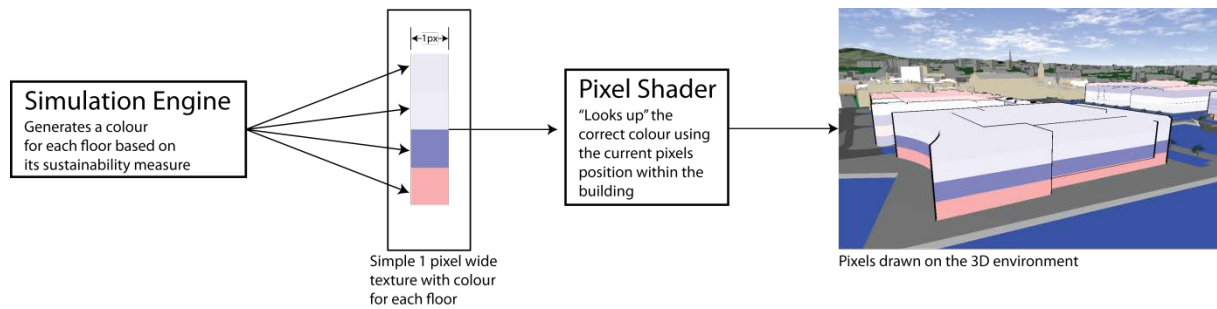 Simulation Engine
Generates a colour
for each floor based on
its sustainability measure
1px
Simple 1 pixel wide
texture with colour
for each floor
Pixel Shader
“Looks up” the
correct colour using
the current pixels
position within the
building
Pixels drawn on the 3D environment